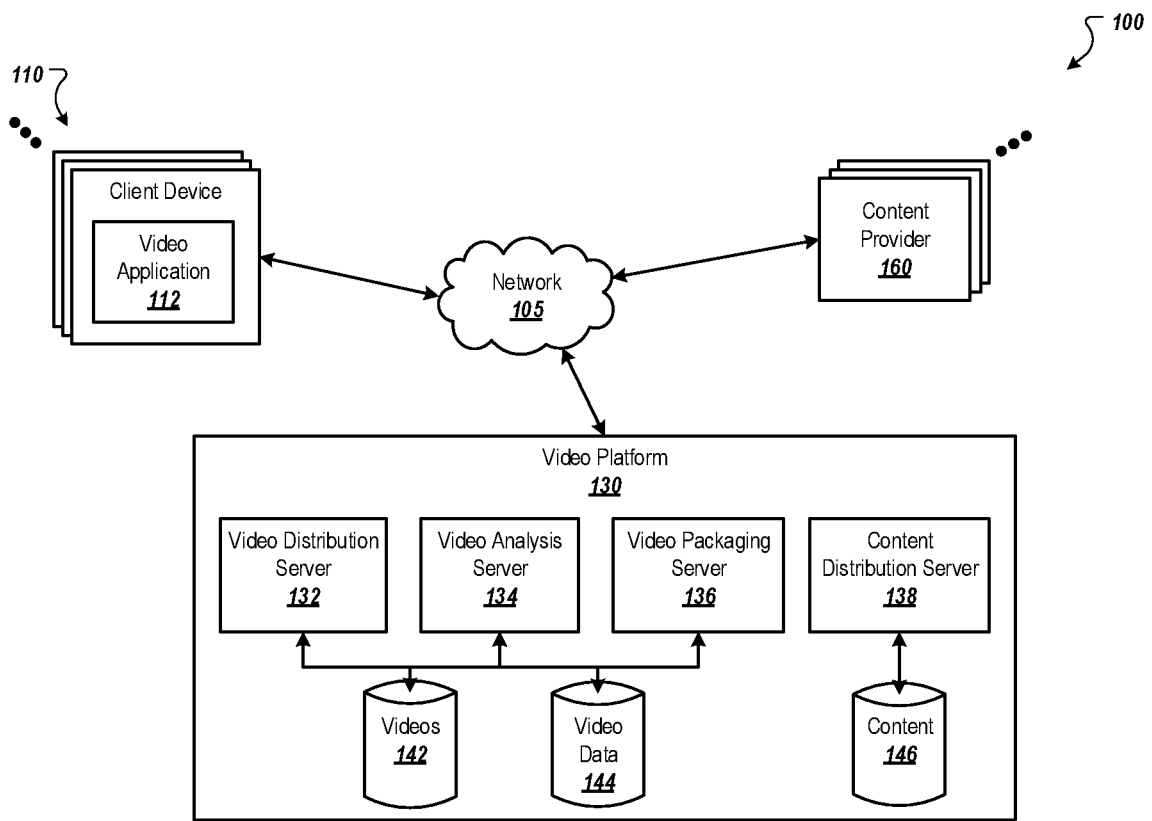 100
110
Client Device
Video
Application
112
Network
105
Content
Provider
160
Video Platform
130
Video Distribution
Server
132
Video Analysis
Server
134
Video Packaging
Server
136
Content
Distribution Server
138
Videos
142
Video
Data
144
Content
146